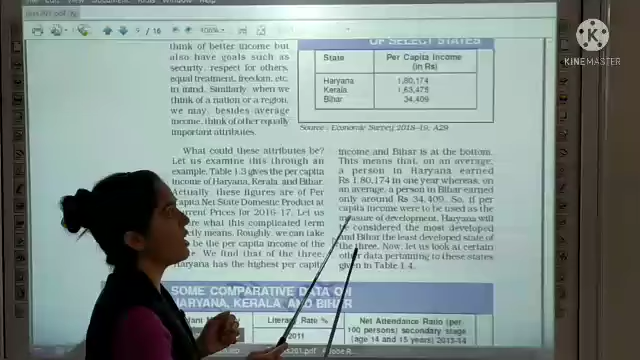 KINEMASTER
9 / 16
OF SELECT STATES
State
Per Capita Income
(in Rs)
Haryana 1,80,174
Kerala 1,63,475
Bihar 34,409
Source : Economic Survey 2018-19, A29
think of better income but
also have goals such as
security, respect for others,
equal treatment, freedom, etc.
in mind. Similarly when we
think of a nation or a region,
we may, besides average
income, think of other equally
important attributes.
What could these attributes be?
Let us examine this through an
example. Table 1.3 gives the per capita
income of Haryana, Kerala and Bihar.
Actually these figures are of Per
Capita Net State Domestic Product at
Current Prices for 2016-17. Let us
what this complicated term
means. Roughly, we can take
be the per capita income of the
We find that of the three,
Haryana has the highest per capita
income and Bihar is at the bottom.
This means that, on an average,
a person in Haryana earned
Rs 1,80,174 in one year whereas, on
an average, a person in Bihar earned
only around Rs 34,409. So, if per
capita income were to be used as the
measure of development, Haryana will
be considered the most developed
and Bihar the least developed state of
the three. Now, let us look at certain
other data pertaining to these states
given in Table 1.4.
SOME COMPARATIVE DATA ON
HARYANA, KERALA AND BIHAR
Literacy Rate %
2011
Net Attendance Ratio (per
100 persons) secondary stage
(age 14 and 15 years) 2013-14